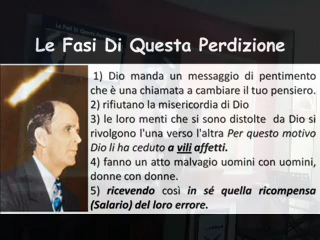 Le Fasi Di Questa Perdizione
1) Dio manda un messaggio di pentimento
che è una chiamata a cambiare il tuo pensiero.
2) rifiutano la misericordia di Dio
3) le loro menti che si sono distolte da Dio si
rivolgono l'una verso l'altra Per questo motivo
Dio li ha ceduto a vili affetti.
4) fanno un atto malvagio uomini con uomini,
donne con donne.
5) ricevendo così in sé quella ricompensa
(Salario) del loro errore.